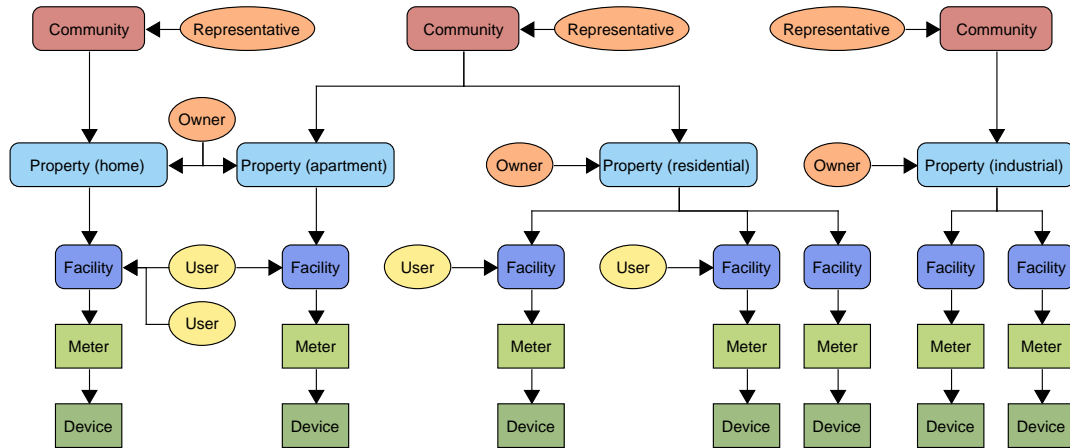 Community
Representative
Community
Representative
Representative
Community
Owner
Property (home)
Property (apartment)
Owner
Property (residential)
Owner
Property (industrial)
Facility
User
Facility
User
Facility
User
Facility
Facility
Facility
Facility
User
Meter
Meter
Meter
Meter
Meter
Meter
Meter
Device
Device
Device
Device
Device
Device
Device